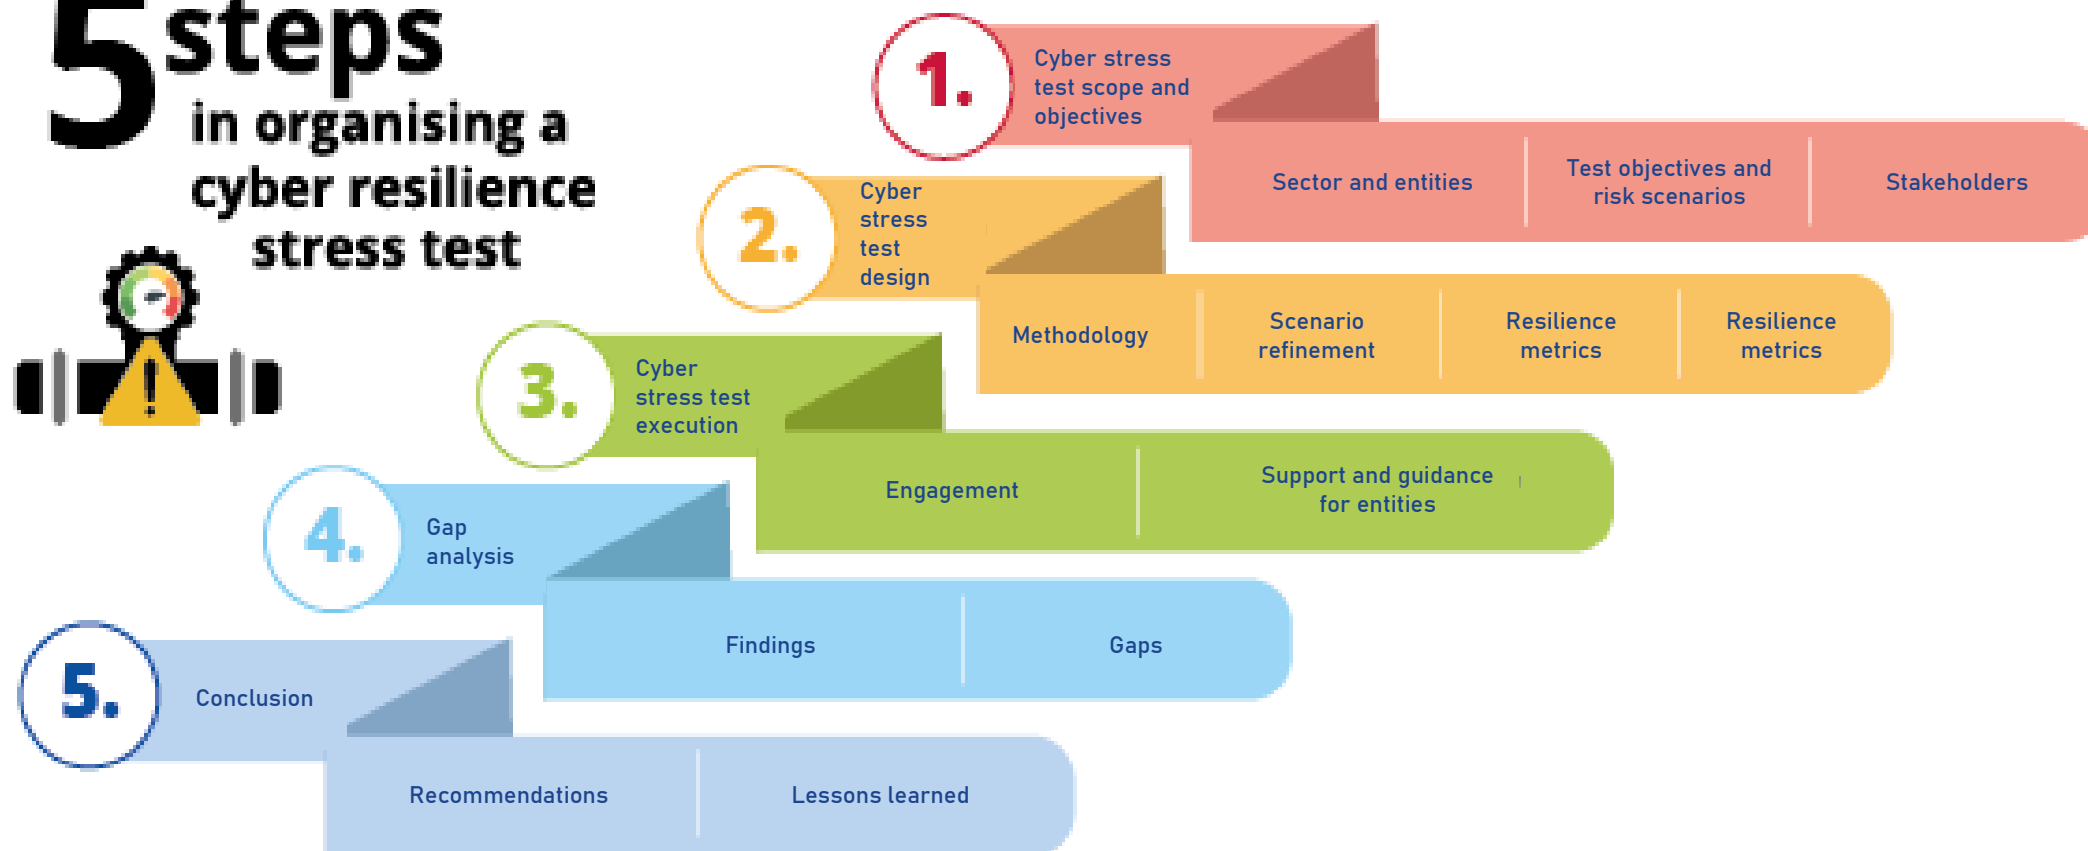 5 steps
in organising a
cyber resilience
stress test
1.
Cyber stress
test scope and
objectives
Sector and entities
Test objectives and
risk scenarios
Stakeholders
2.
Cyber
stress
test
design
Methodology
Scenario
refinement
Resilience
metrics
Resilience
metrics
3.
Cyber
stress test
execution
Engagement
Support and guidance
for entities
4.
Gap
analysis
Findings
Gaps
5.
Conclusion
Recommendations
Lessons learned